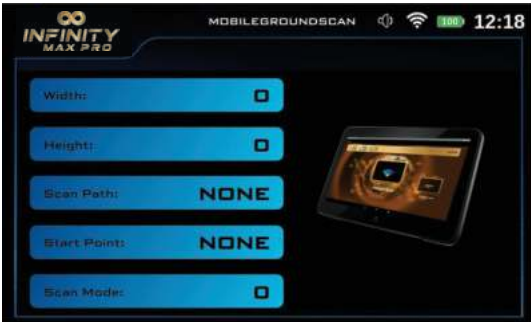 INFINITY
MAX PRO
MOBILEGROUNDSCAN 100 12:18
Width: 0
Height: 0
Scan Path: NONE
Start Point: NONE
Scan Mode: 0